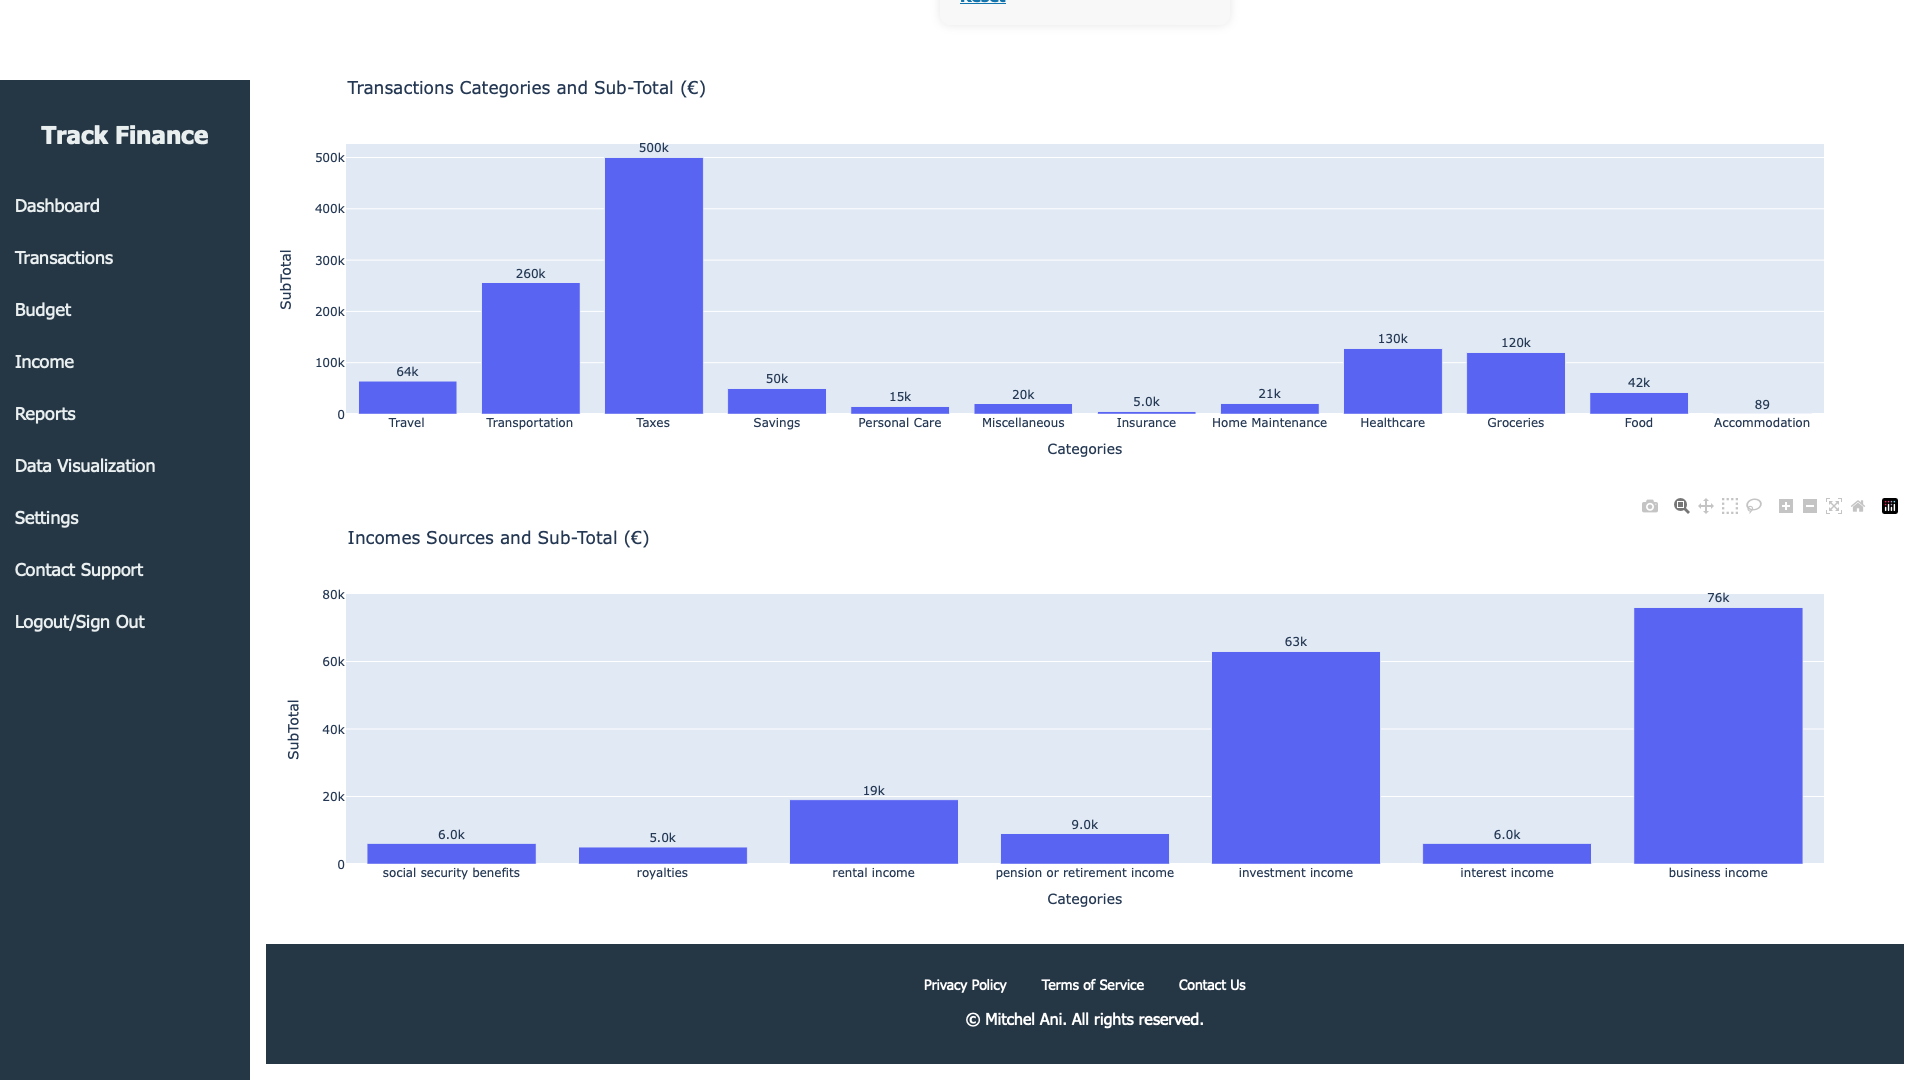 Reset
Track Finance
Dashboard
Transactions
Budget
Income
Reports
Data Visualization
Settings
Contact Support
Logout/Sign Out
Transactions Categories and Sub-Total (€)
SubTotal
500k
400k
300k
200k
100k
0
64k
260k
500k
50k
15k
20k
5.0k
21k
130k
120k
42k
89
Travel
Transportation
Taxes
Savings
Personal Care
Miscellaneous
Insurance
Home Maintenance
Healthcare
Groceries
Food
Accommodation
Categories
Incomes Sources and Sub-Total (€)
SubTotal
80k
60k
40k
20k
0
6.0k
5.0k
19k
9.0k
63k
6.0k
76k
social security benefits
royalties
rental income
pension or retirement income
investment income
interest income
business income
Categories
Privacy Policy
Terms of Service
Contact Us
© Mitchel Ani. All rights reserved.